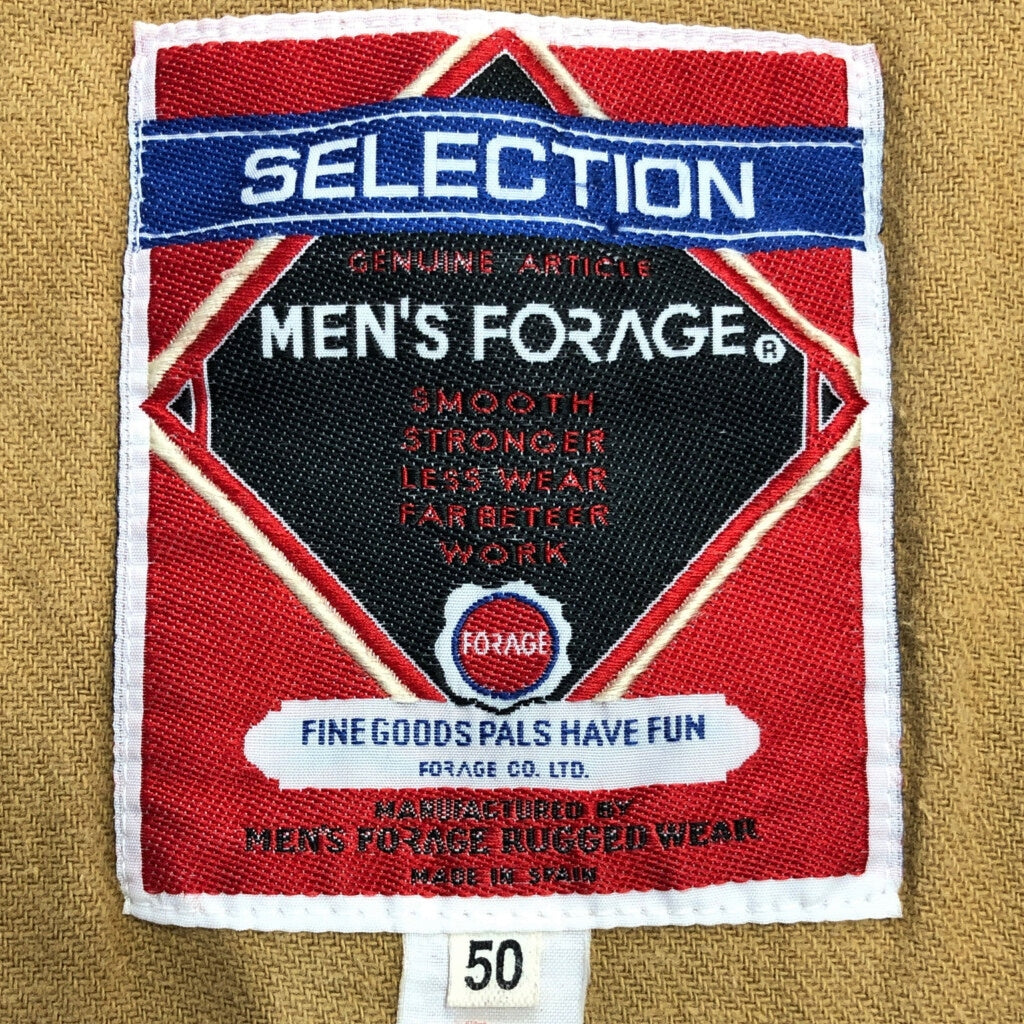 SELECTION
GENUINE ARTICLE
MEN'S FORAGE®
SMOOTH
STRONGER
LESS WEAR
FAR BETEER
WORK
FORAGE
FINE GOODS PALS HAVE FUN
FORAGE CO. LTD.
MANUFACTURED BY
MEN'S FORAGE RUGGED WEAR
MADE IN SPAIN
50